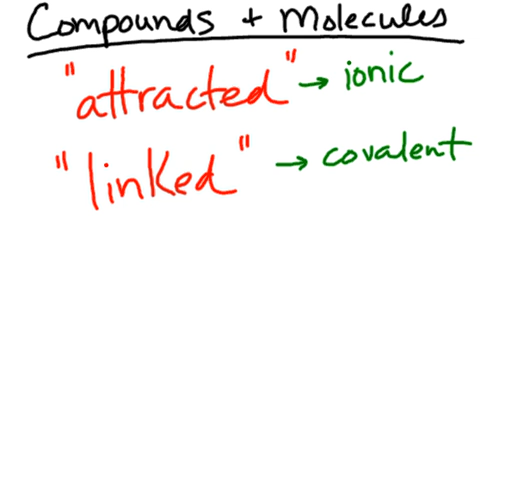 Compounds + Molecules
"attracted" → ionic
"linked" → covalent